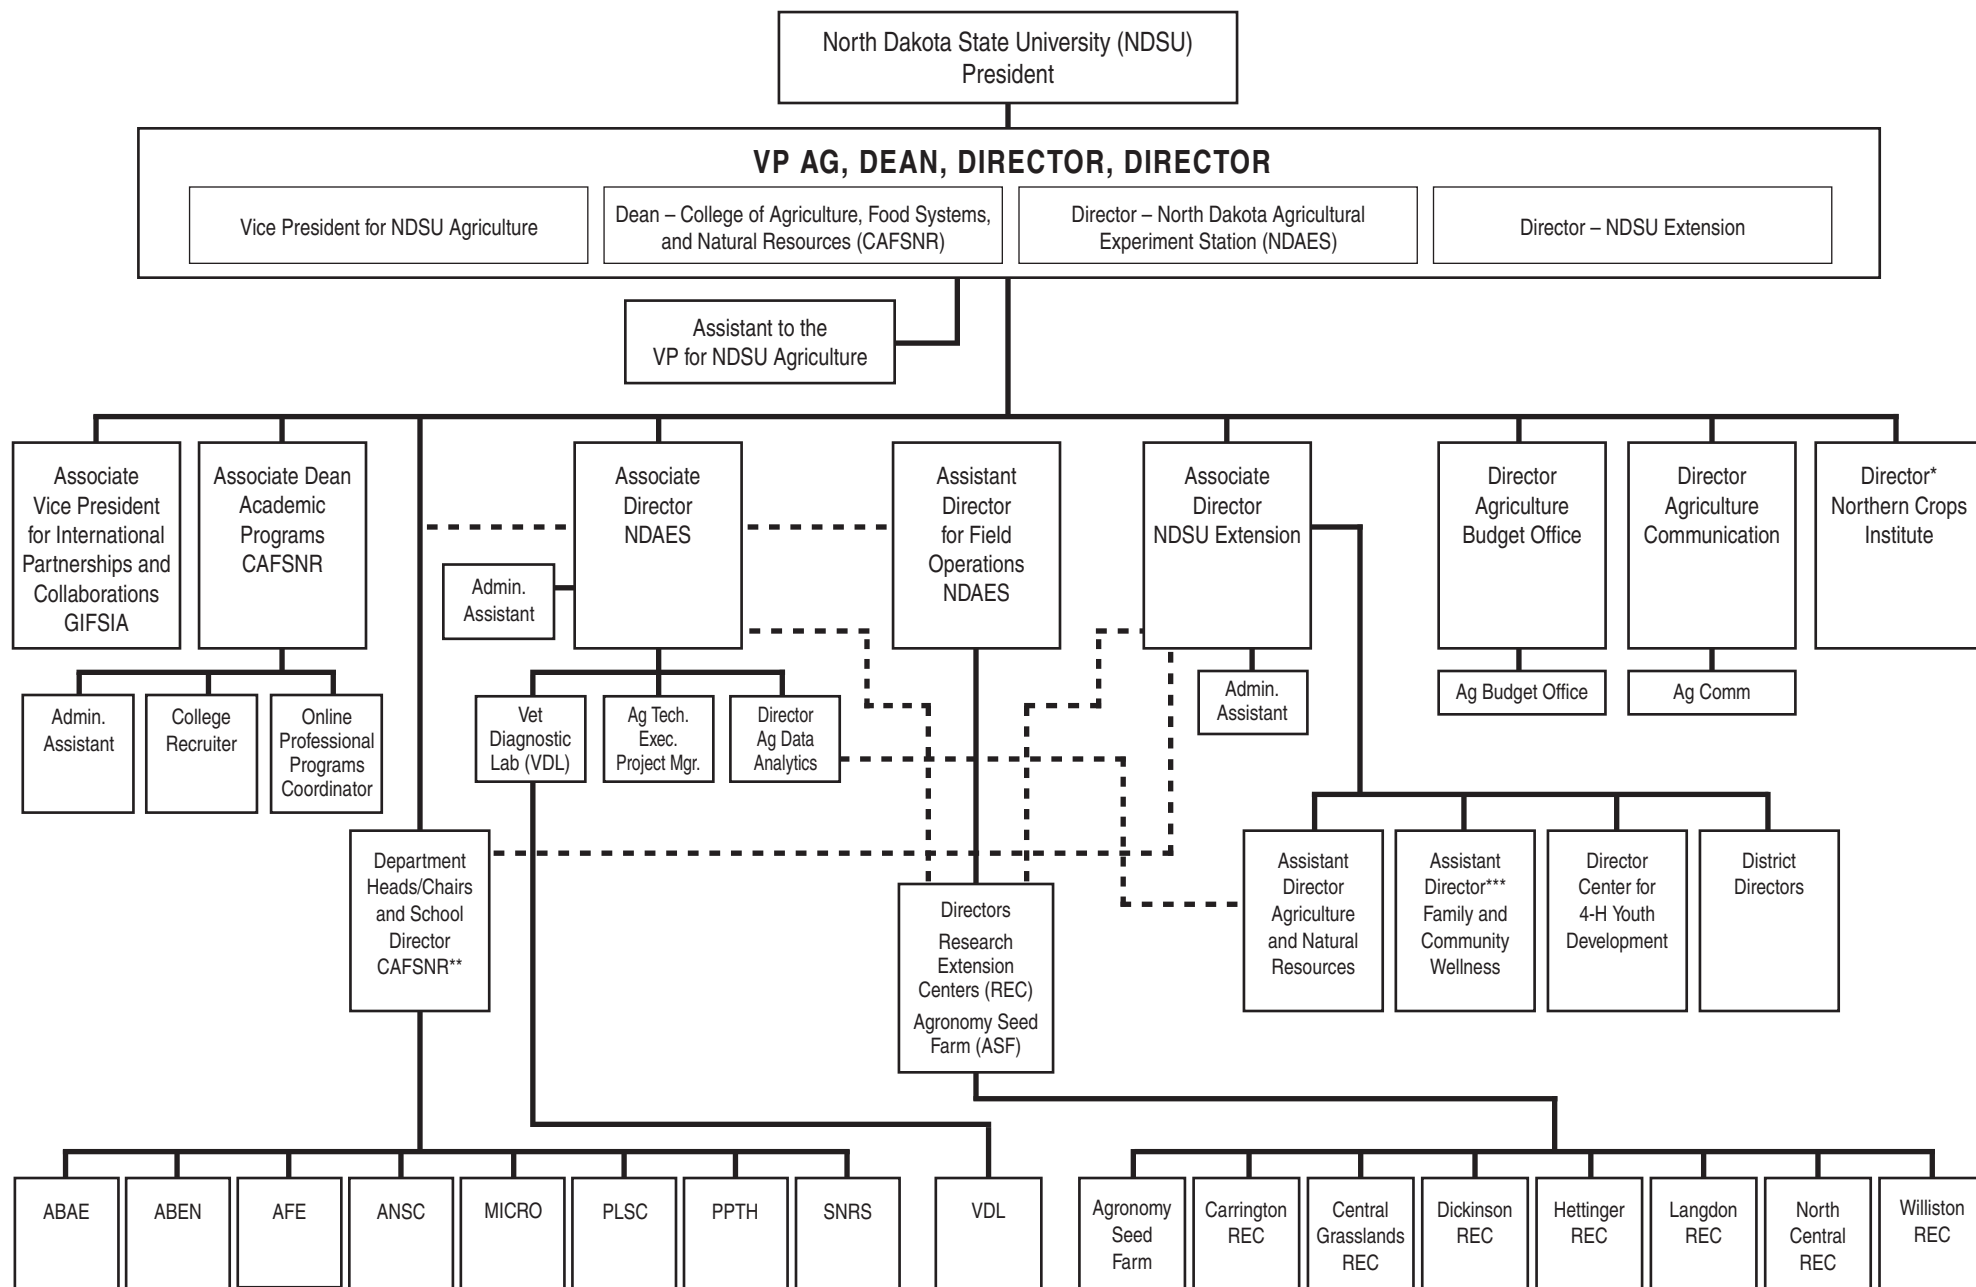 North Dakota State University (NDSU)
President
VP AG, DEAN, DIRECTOR, DIRECTOR
Vice President for NDSU Agriculture
Dean – College of Agriculture, Food Systems,
and Natural Resources (CAFSNR)
Director – North Dakota Agricultural
Experiment Station (NDAES)
Director – NDSU Extension
Assistant to the
VP for NDSU Agriculture
Associate
Vice President
for International
Partnerships and
Collaborations
GIFSIA
Associate Dean
Academic
Programs
CAFSNR
Associate
Director
NDAES
Assistant
Director
for Field
Operations
NDAES
Associate
Director
NDSU Extension
Director
Agriculture
Budget Office
Director
Agriculture
Communication
Director*
Northern Crops
Institute
Admin.
Assistant
Admin.
Assistant
College
Recruiter
Online
Professional
Programs
Coordinator
Vet
Diagnostic
Lab (VDL)
Ag Tech.
Exec.
Project Mgr.
Director
Ag Data
Analytics
Admin.
Assistant
Ag Budget Office
Ag Comm
Department
Heads/Chairs
and School
Director
CAFSNR**
Directors
Research
Extension
Centers (REC)
Agronomy Seed
Farm (ASF)
Assistant
Director
Agriculture
and Natural
Resources
Assistant
Director***
Family and
Community
Wellness
Director
Center for
4-H Youth
Development
District
Directors
ABAE
ABEN
AFE
ANSC
MICRO
PLSC
PPTH
SNRS
VDL
Agronomy
Seed
Farm
Carrington
REC
Central
Grasslands
REC
Dickinson
REC
Hettinger
REC
Langdon
REC
North
Central
REC
Williston
REC